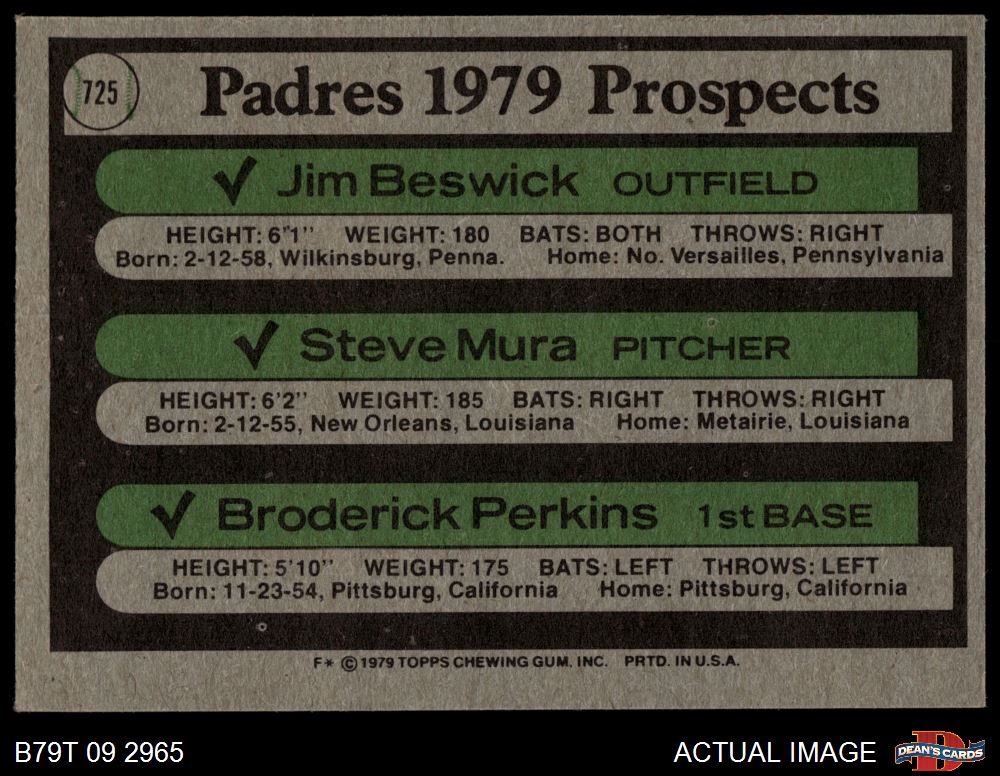 725
Padres 1979 Prospects
✓ Jim Beswick OUTFIELD
HEIGHT: 6'1'' WEIGHT: 180 BATS: BOTH THROWS: RIGHT
Born: 2-12-58, Wilkinsburg, Penna. Home: No. Versailles, Pennsylvania
✓ Steve Mura PITCHER
HEIGHT: 6'2'' WEIGHT: 185 BATS: RIGHT THROWS: RIGHT
Born: 2-12-55, New Orleans, Louisiana Home: Metairie, Louisiana
✓ Broderick Perkins 1st BASE
HEIGHT: 5'10'' WEIGHT: 175 BATS: LEFT THROWS: LEFT
Born: 11-23-54, Pittsburg, California Home: Pittsburg, California
F* ©1979 TOPPS CHEWING GUM, INC. PRTD. IN U.S.A.
B79T 09 2965
ACTUAL IMAGE
D
DEAN'S CARDS